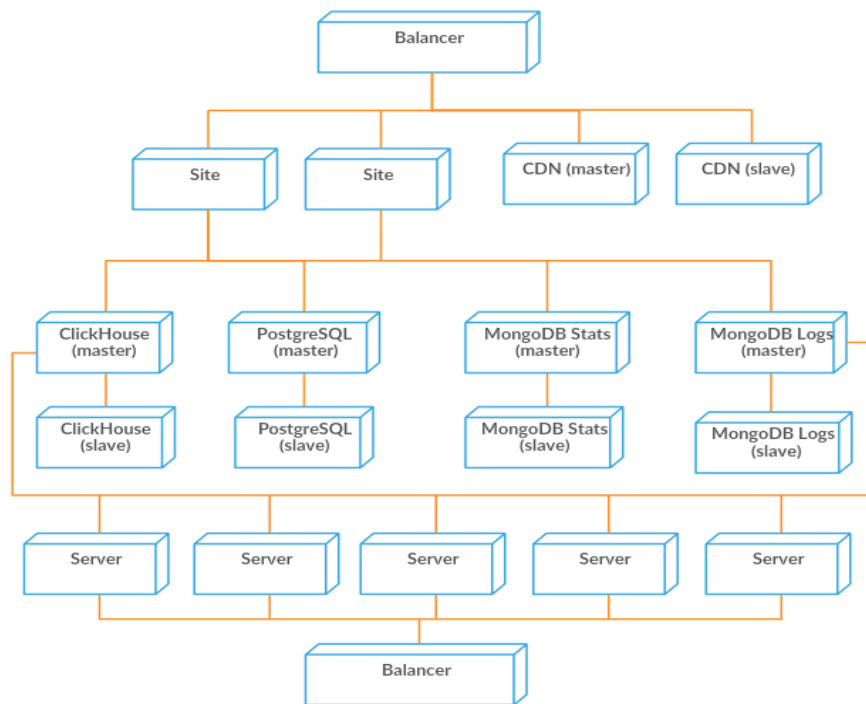 Balancer
Site
Site
CDN (master)
CDN (slave)
ClickHouse
(master)
PostgreSQL
(master)
MongoDB Stats
(master)
MongoDB Logs
(master)
ClickHouse
(slave)
PostgreSQL
(slave)
MongoDB Stats
(slave)
MongoDB Logs
(slave)
Server
Server
Server
Server
Server
Balancer